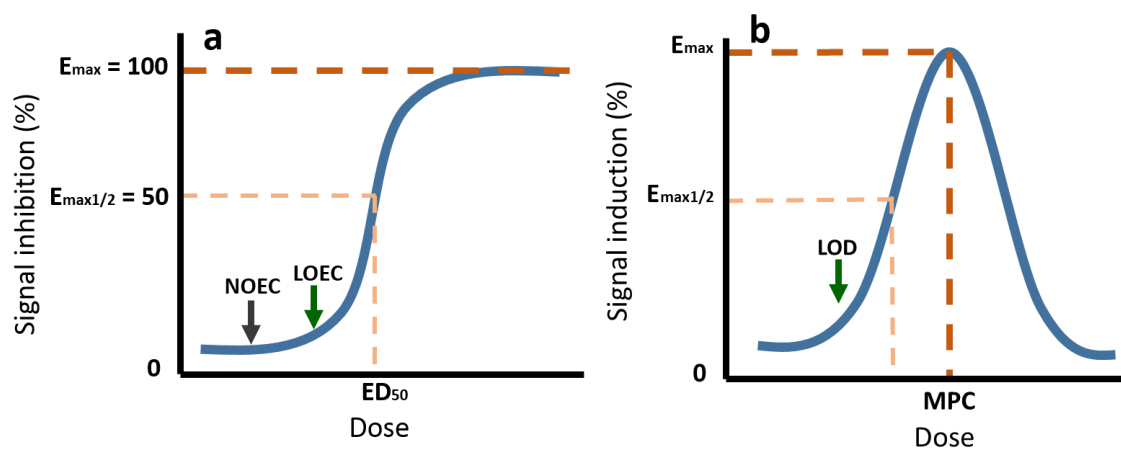 a
Signal inhibition (%)
Emax = 100
Emax1/2 = 50
NOEC
LOEC
0
ED50
Dose
b
Signal induction (%)
Emax
Emax1/2
LOD
0
MPC
Dose